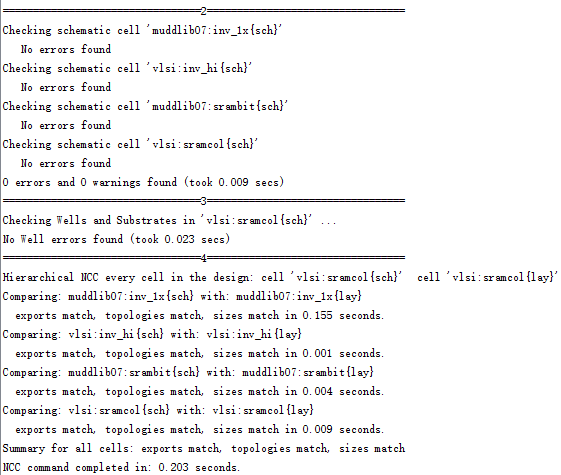 =================================2=================================
Checking schematic cell 'muddlib07:inv_1x{sch}'
No errors found
Checking schematic cell 'vlsi:inv_hi{sch}'
No errors found
Checking schematic cell 'muddlib07:srambit{sch}'
No errors found
Checking schematic cell 'vlsi:sramcol{sch}'
No errors found
0 errors and 0 warnings found (took 0.009 secs)
=================================3=================================
Checking Wells and Substrates in 'vlsi:sramcol{sch}' ...
No Well errors found (took 0.023 secs)
=================================4=================================
Hierarchical NCC every cell in the design: cell 'vlsi:sramcol{sch}'  cell 'vlsi:sramcol{lay}'
Comparing: muddlib07:inv_1x{sch} with: muddlib07:inv_1x{lay}
exports match, topologies match, sizes match in 0.155 seconds.
Comparing: vlsi:inv_hi{sch} with: vlsi:inv_hi{lay}
exports match, topologies match, sizes match in 0.001 seconds.
Comparing: muddlib07:srambit{sch} with: muddlib07:srambit{lay}
exports match, topologies match, sizes match in 0.004 seconds.
Comparing: vlsi:sramcol{sch} with: vlsi:sramcol{lay}
exports match, topologies match, sizes match in 0.009 seconds.
Summary for all cells: exports match, topologies match, sizes match
NCC command completed in: 0.203 seconds.